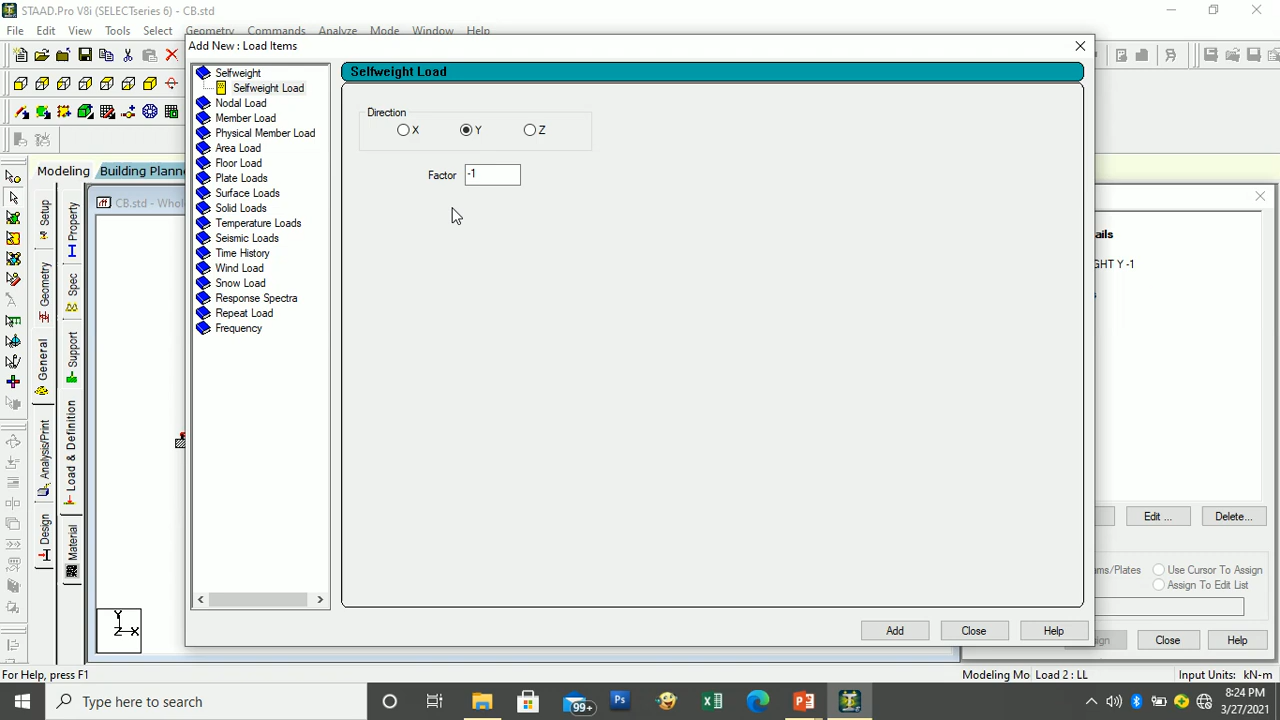 STAAD.Pro V8i (SELECTseries 6) - CB.std
File Edit View Tools Select Geometry Commands Analyze Mode Window Help
Add New : Load Items
Selfweight
Selfweight Load
Nodal Load
Member Load
Physical Member Load
Area Load
Floor Load
Plate Loads
Surface Loads
Solid Loads
Temperature Loads
Seismic Loads
Time History
Wind Load
Snow Load
Response Spectra
Repeat Load
Frequency
Selfweight Load
Direction
X Y Z
Factor -1
Add Close Help
Modeling Building Planne
CB.std - Who
Setup
Geometry
General
Analysis/Print
Design
Property
Spec
Support
Load & Definition
Material
Y
Z X
ails
GHT Y -1
Edit ... Delete...
ms/Plates Use Cursor To Assign
Assign To Edit List
ign Close Help
For Help, press F1
Modeling Mo Load 2 : LL Input Units: kN-m
Type here to search
99+
Ps
8:24 PM
3/27/2021